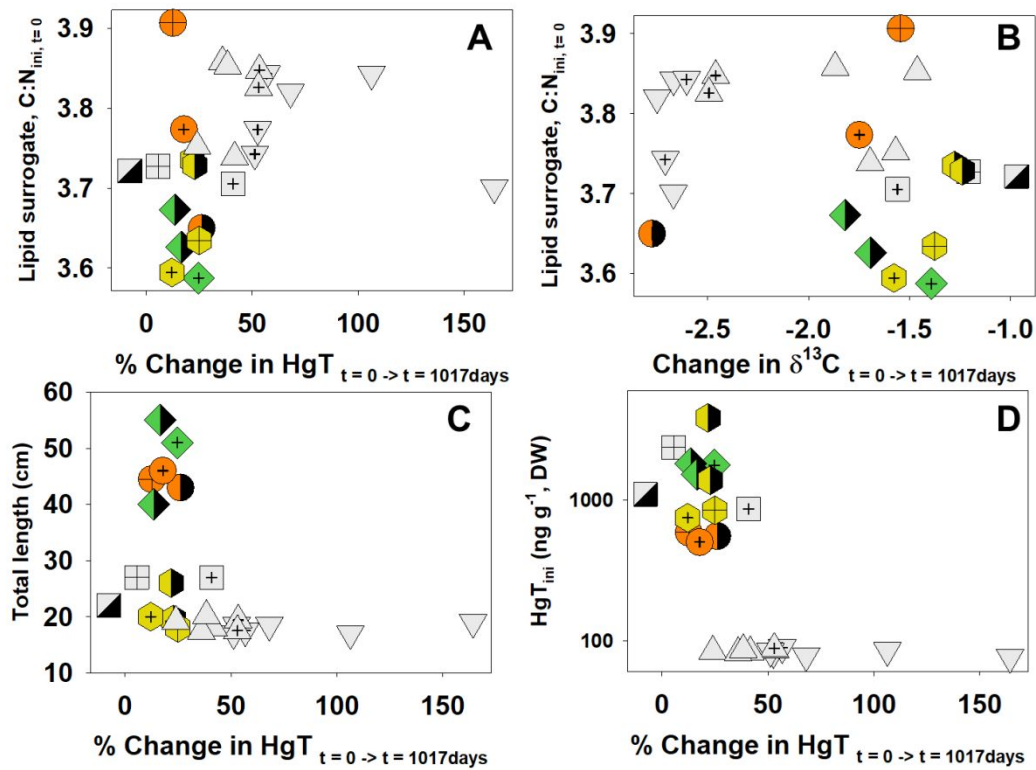 A
Lipid surrogate, C:N ini, t= 0
3.9
3.8
3.7
3.6
0 50 100 150
% Change in HgT t = 0 -> t = 1017days
B
Lipid surrogate, C:N ini, t= 0
3.9
3.8
3.7
3.6
-2.5 -2.0 -1.5 -1.0
Change in δ¹³C t = 0 -> t = 1017days
C
Total length (cm)
60
50
40
30
20
10
0 50 100 150
% Change in HgT t = 0 -> t = 1017days
D
HgT ini (ng g⁻¹, DW)
1000
100
0 50 100 150
% Change in HgT t = 0 -> t = 1017days